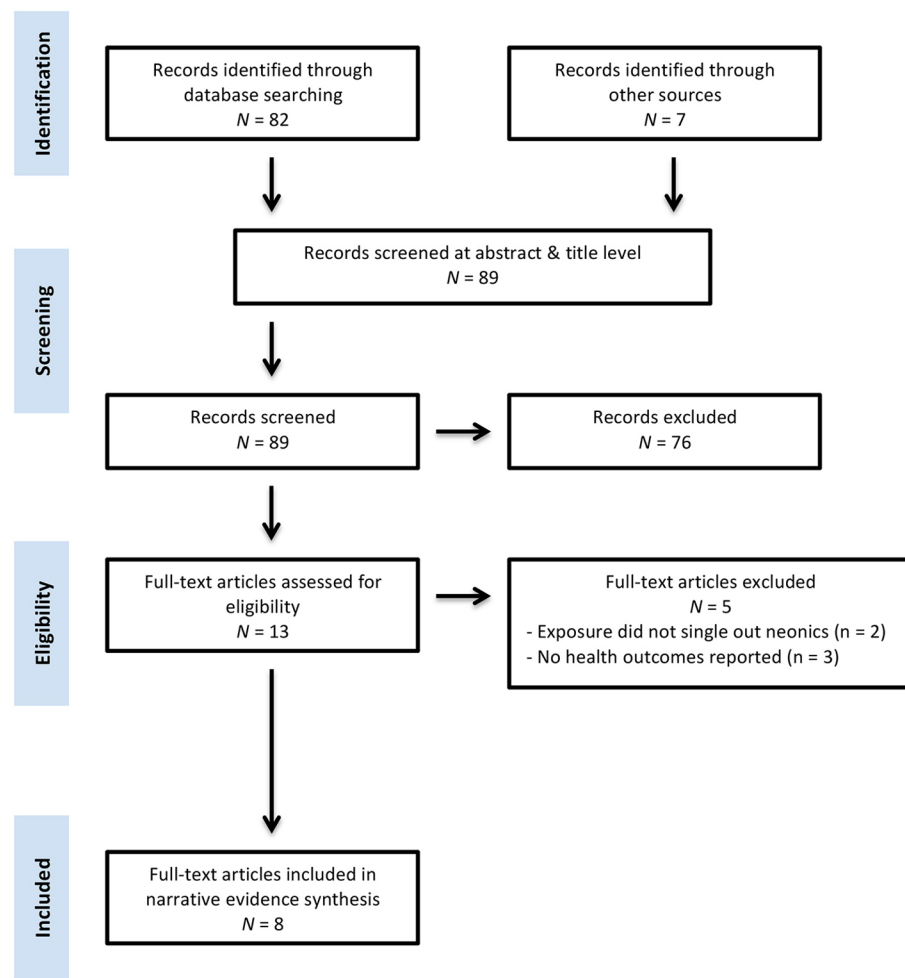 Identification
Records identified through
database searching
N = 82
Records identified through
other sources
N = 7
Screening
Records screened at abstract & title level
N = 89
Records screened
N = 89
Records excluded
N = 76
Eligibility
Full-text articles assessed for
eligibility
N = 13
Full-text articles excluded
N = 5
- Exposure did not single out neonics (n = 2)
- No health outcomes reported (n = 3)
Included
Full-text articles included in
narrative evidence synthesis
N = 8